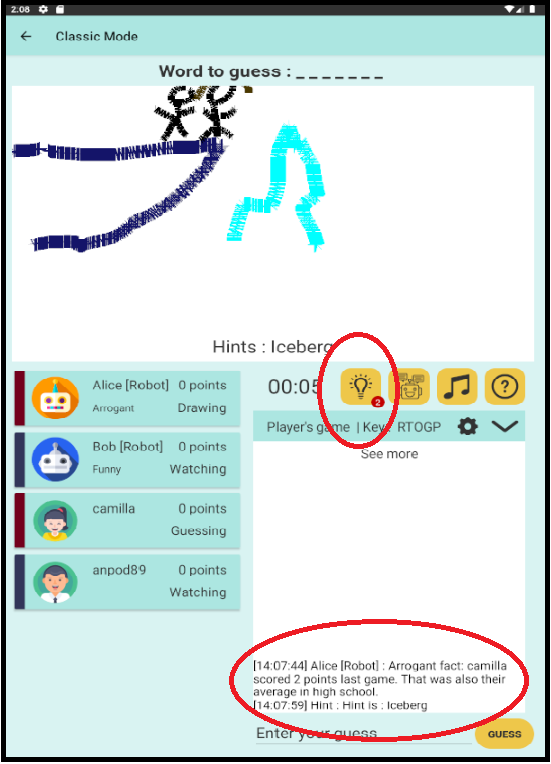 2.08
Classic Mode
Word to guess : _ _ _ _ _ _ _
Hints : Iceberg
Alice [Robot] 0 points
Arrogant Drawing
Bob [Robot] 0 points
Funny Watching
camilla 0 points
Guessing
anpod89 0 points
Watching
00:05
2
?
Player's game | Key: RTOGP
See more
[14:07:44] Alice [Robot] : Arrogant fact: camilla
scored 2 points last game. That was also their
average in high school.
[14:07:59] Hint : Hint is : Iceberg
Enter your guess
GUESS